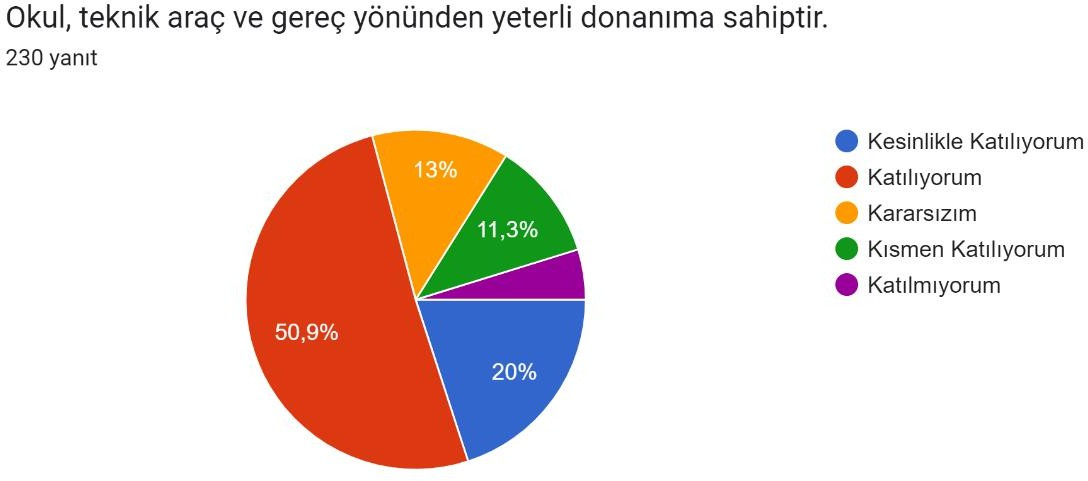 Okul, teknik araç ve gereç yönünden yeterli donanıma sahiptir.
230 yanıt
13%
11,3%
50,9%
20%
Kesinlikle Katılıyorum
Katılıyorum
Kararsızım
Kısmen Katılıyorum
Katılmıyorum